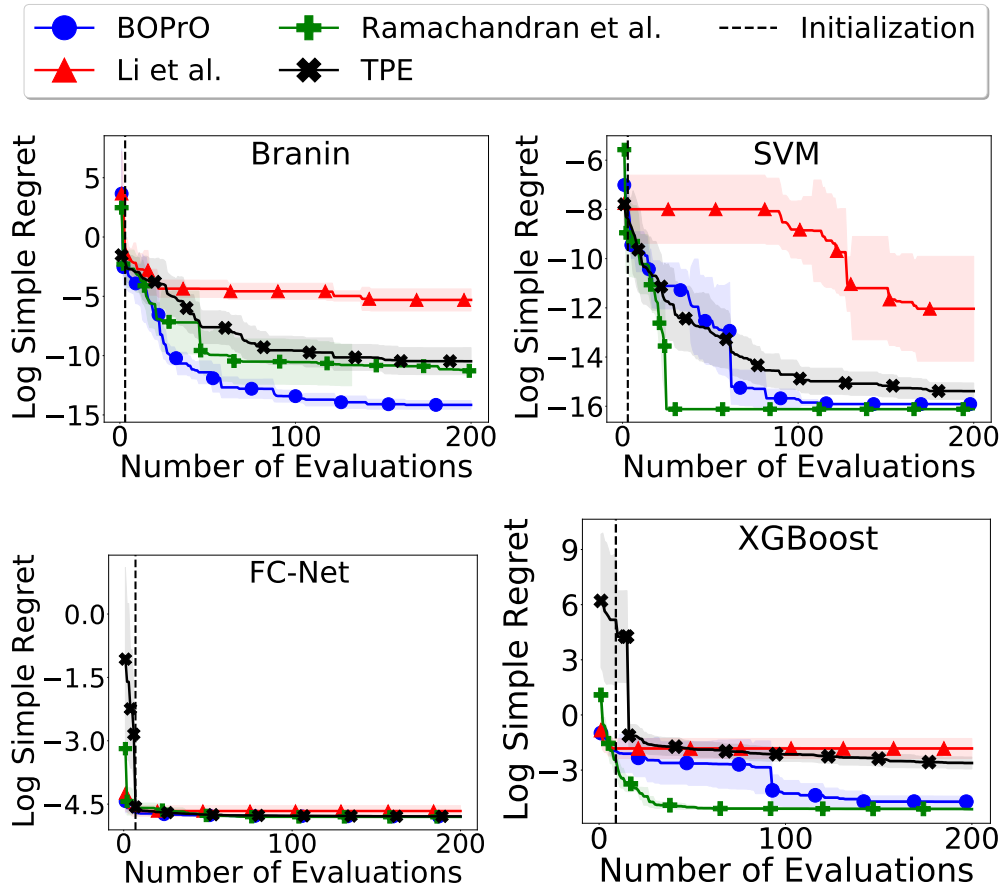 BOPrO
Ramachandran et al.
Initialization
Li et al.
TPE
Branin
Log Simple Regret
5
0
−5
−10
−15
0
100
200
Number of Evaluations
SVM
Log Simple Regret
−6
−8
−10
−12
−14
−16
0
100
200
Number of Evaluations
FC-Net
Log Simple Regret
0.0
−1.5
−3.0
−4.5
0
100
200
Number of Evaluations
XGBoost
Log Simple Regret
9
6
3
0
−3
0
100
200
Number of Evaluations